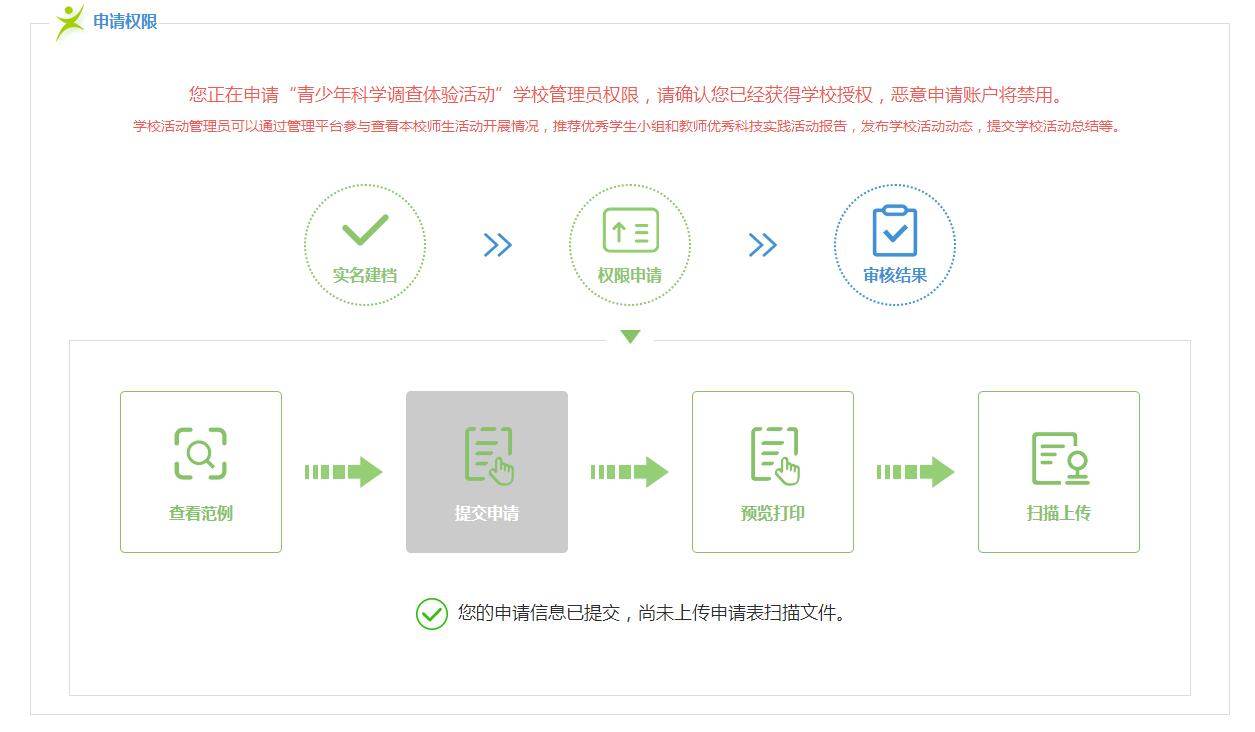 申请权限
您正在申请“青少年科学调查体验活动”学校管理员权限，请确认您已经获得学校授权，恶意申请账户将禁用。
学校活动管理员可以通过管理平台参与查看本校师生活动开展情况，推荐优秀学生小组和教师优秀科技实践活动报告，发布学校活动动态，提交学校活动总结等。
实名建档
权限申请
审核结果
查看范例
提交申请
预览打印
扫描上传
您的申请信息已提交，尚未上传申请表扫描文件。